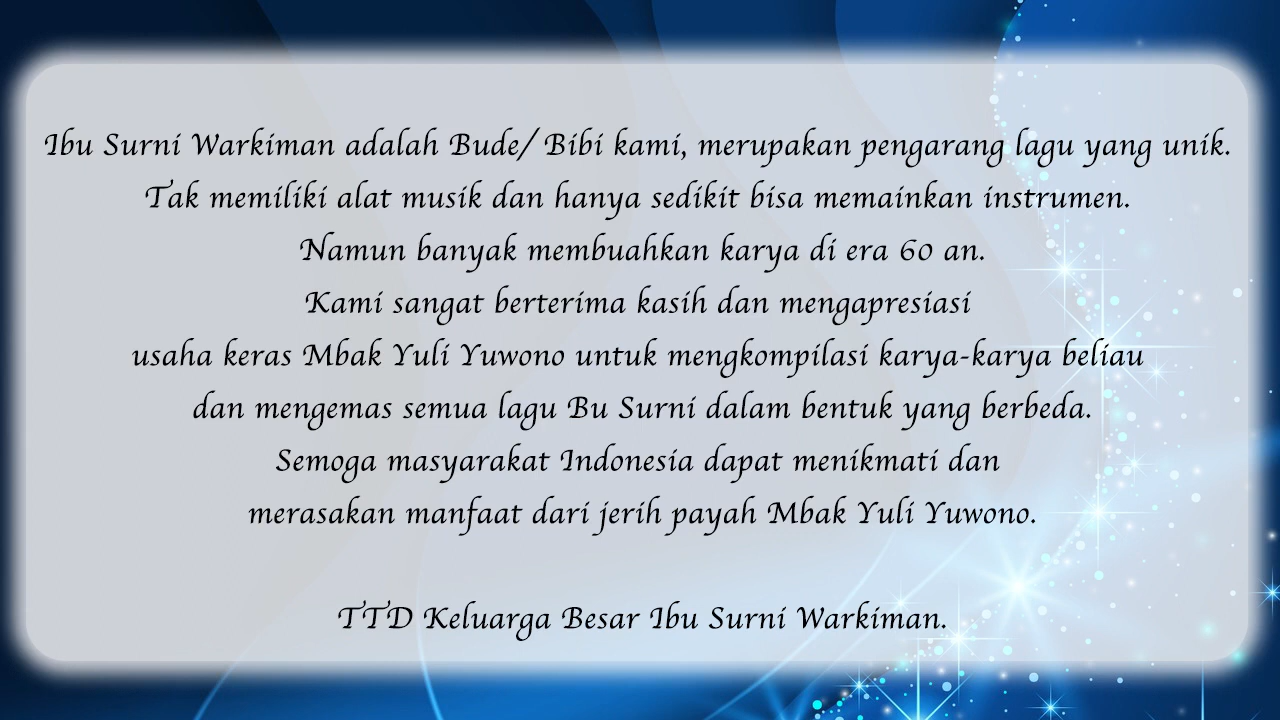 Ibu Surni Warkiman adalah Bude/ Bibi kami, merupakan pengarang lagu yang unik.
Tak memiliki alat musik dan hanya sedikit bisa memainkan instrumen.
Namun banyak membuahkan karya di era 60 an.
Kami sangat berterima kasih dan mengapresiasi
usaha keras Mbak Yuli Yuwono untuk mengkompilasi karya-karya beliau
dan mengemas semua lagu Bu Surni dalam bentuk yang berbeda.
Semoga masyarakat Indonesia dapat menikmati dan
merasakan manfaat dari jerih payah Mbak Yuli Yuwono.
TTD Keluarga Besar Ibu Surni Warkiman.